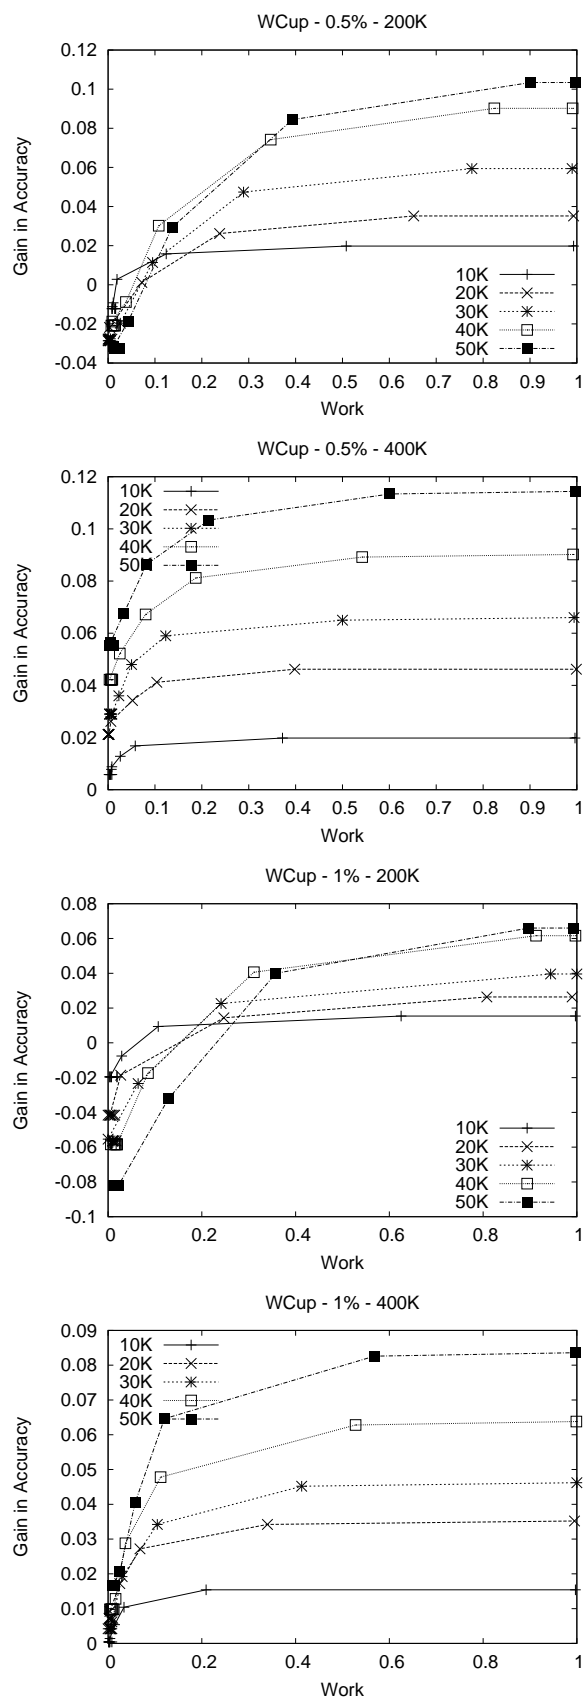 WCup - 0.5% - 200K
0.12
0.1
0.08
0.06
0.04
0.02
0
-0.02
-0.04
Gain in Accuracy
10K
20K
30K
40K
50K
0 0.1 0.2 0.3 0.4 0.5 0.6 0.7 0.8 0.9 1
Work
WCup - 0.5% - 400K
0.12
0.1
0.08
0.06
0.04
0.02
0
Gain in Accuracy
10K
20K
30K
40K
50K
0 0.1 0.2 0.3 0.4 0.5 0.6 0.7 0.8 0.9 1
Work
WCup - 1% - 200K
0.08
0.06
0.04
0.02
0
-0.02
-0.04
-0.06
-0.08
-0.1
Gain in Accuracy
10K
20K
30K
40K
50K
0 0.2 0.4 0.6 0.8 1
Work
WCup - 1% - 400K
0.09
0.08
0.07
0.06
0.05
0.04
0.03
0.02
0.01
0
Gain in Accuracy
10K
20K
30K
40K
50K
0 0.2 0.4 0.6 0.8 1
Work